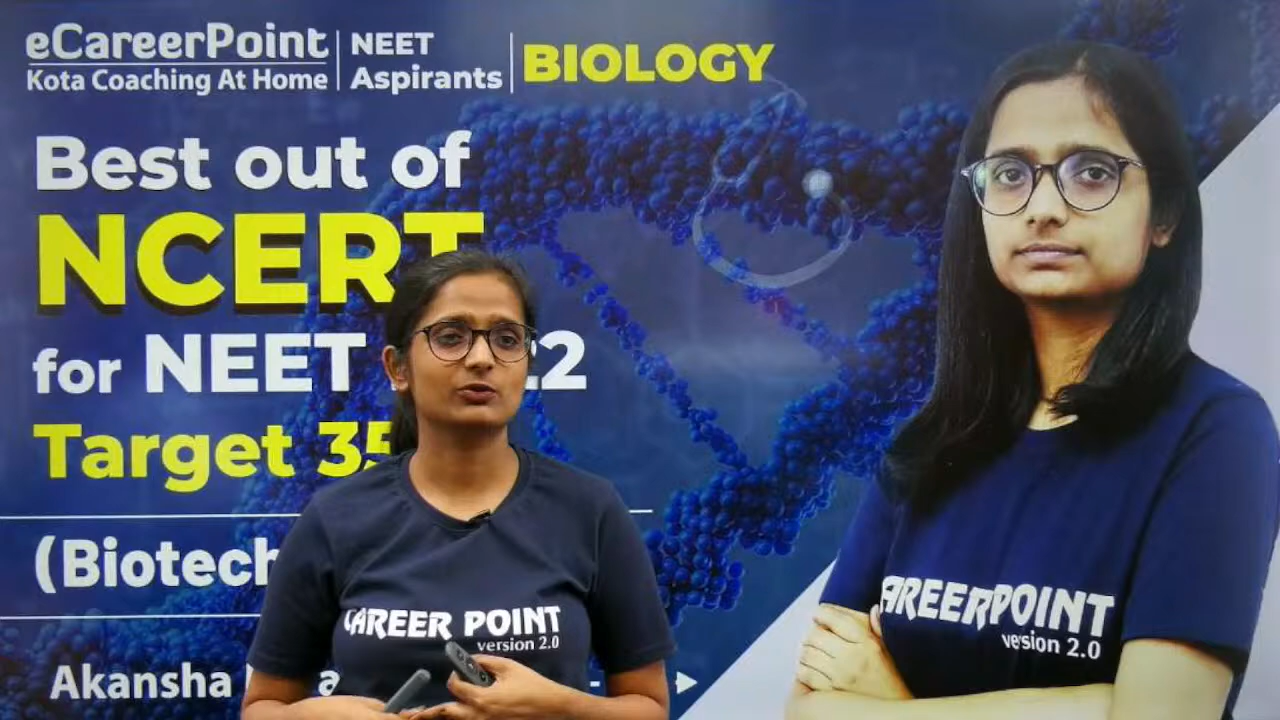 eCareerPoint
Kota Coaching At Home
NEET
Aspirants
BIOLOGY
Best out of
NCERT
for NEET
Target
(Biotech
Akansha
CAREER POINT
version 2.0
CAREERPOINT
version 2.0